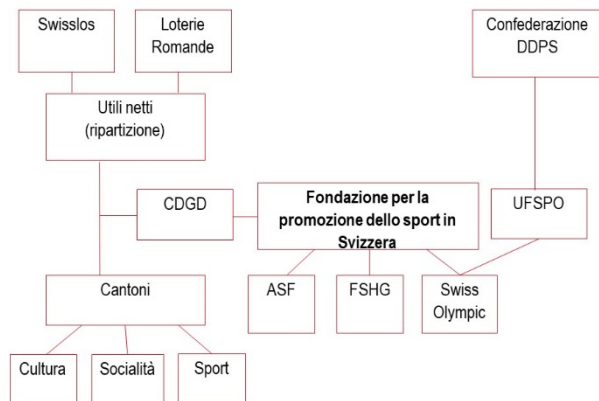 Swisslos
Loterie
Romande
Confederazione
DDPS
Utili netti
(ripartizione)
CDGD
Fondazione per la
promozione dello sport in
Svizzera
UFSPO
Cantoni
ASF
FSHG
Swiss
Olympic
Cultura
Socialità
Sport